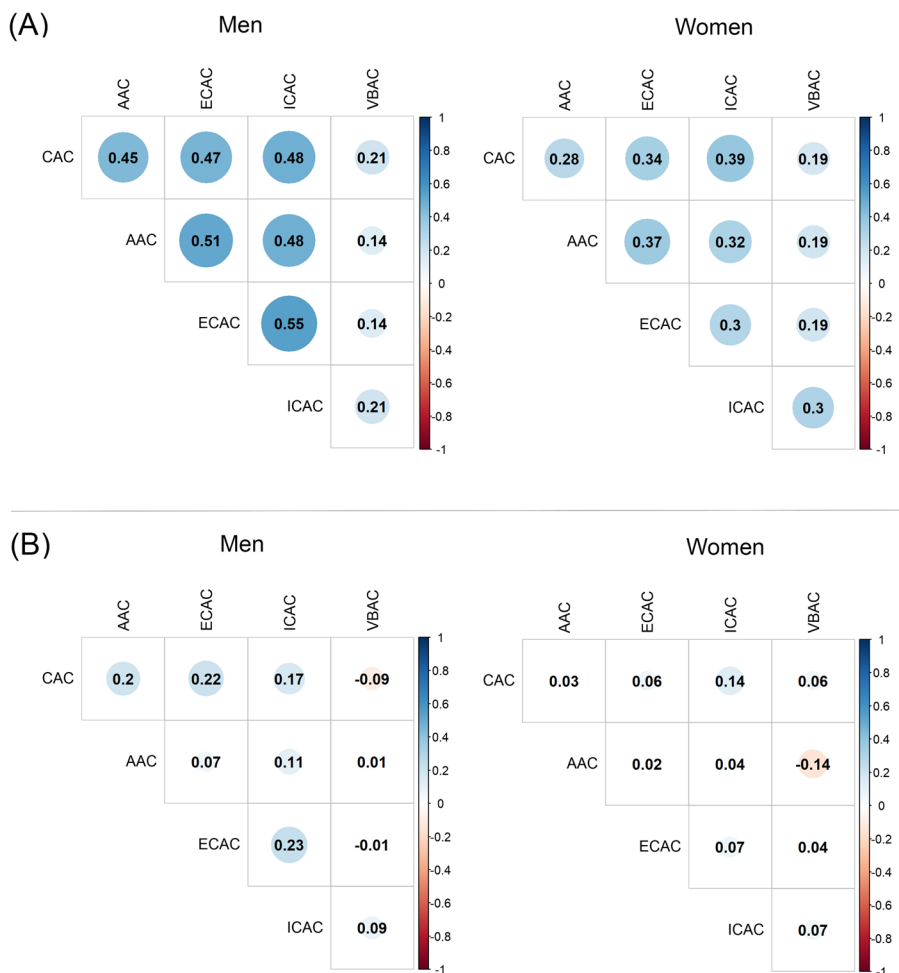 (A)
Men
Women
AAC ECAC ICAC VBAC
AAC ECAC ICAC VBAC
CAC 0.45 0.47 0.48 0.21
CAC 0.28 0.34 0.39 0.19
AAC 0.51 0.48 0.14
AAC 0.37 0.32 0.19
ECAC 0.55 0.14
ECAC 0.3 0.19
ICAC 0.21
ICAC 0.3
1
0.8
0.6
0.4
0.2
0
-0.2
-0.4
-0.6
-0.8
-1
1
0.8
0.6
0.4
0.2
0
-0.2
-0.4
-0.6
-0.8
-1
(B)
Men
Women
AAC ECAC ICAC VBAC
AAC ECAC ICAC VBAC
CAC 0.2 0.22 0.17 -0.09
CAC 0.03 0.06 0.14 0.06
AAC 0.07 0.11 0.01
AAC 0.02 0.04 -0.14
ECAC 0.23 -0.01
ECAC 0.07 0.04
ICAC 0.09
ICAC 0.07
1
0.8
0.6
0.4
0.2
0
-0.2
-0.4
-0.6
-0.8
-1
1
0.8
0.6
0.4
0.2
0
-0.2
-0.4
-0.6
-0.8
-1